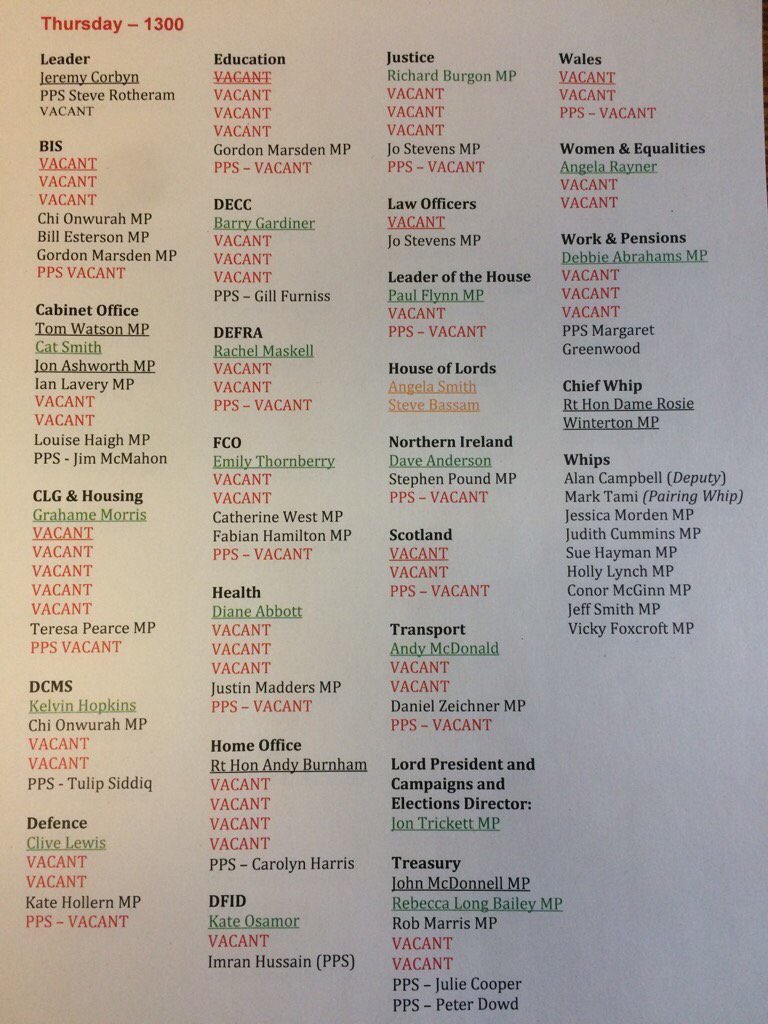 Thursday – 1300
Leader
Jeremy Corbyn
PPS Steve Rotheram
VACANT
BIS
VACANT
VACANT
VACANT
Chi Onwurah MP
Bill Esterson MP
Gordon Marsden MP
PPS VACANT
Cabinet Office
Tom Watson MP
Cat Smith
Jon Ashworth MP
Ian Lavery MP
VACANT
VACANT
Louise Haigh MP
PPS - Jim McMahon
CLG & Housing
Grahame Morris
VACANT
VACANT
VACANT
VACANT
VACANT
Teresa Pearce MP
PPS VACANT
DCMS
Kelvin Hopkins
Chi Onwurah MP
VACANT
VACANT
PPS - Tulip Siddiq
Defence
Clive Lewis
VACANT
VACANT
Kate Hollern MP
PPS – VACANT
Education
VACANT
VACANT
VACANT
VACANT
Gordon Marsden MP
PPS – VACANT
DECC
Barry Gardiner
VACANT
VACANT
VACANT
PPS – Gill Furniss
DEFRA
Rachel Maskell
VACANT
VACANT
PPS – VACANT
FCO
Emily Thornberry
VACANT
VACANT
Catherine West MP
Fabian Hamilton MP
PPS – VACANT
Health
Diane Abbott
VACANT
VACANT
VACANT
Justin Madders MP
PPS – VACANT
Home Office
Rt Hon Andy Burnham
VACANT
VACANT
VACANT
VACANT
PPS – Carolyn Harris
DFID
Kate Osamor
VACANT
Imran Hussain (PPS)
Justice
Richard Burgon MP
VACANT
VACANT
VACANT
Jo Stevens MP
PPS – VACANT
Law Officers
VACANT
Jo Stevens MP
Leader of the House
Paul Flynn MP
VACANT
PPS – VACANT
House of Lords
Angela Smith
Steve Bassam
Northern Ireland
Dave Anderson
Stephen Pound MP
PPS – VACANT
Scotland
VACANT
VACANT
PPS – VACANT
Transport
Andy McDonald
VACANT
VACANT
Daniel Zeichner MP
PPS – VACANT
Lord President and
Campaigns and
Elections Director:
Jon Trickett MP
Treasury
John McDonnell MP
Rebecca Long Bailey MP
Rob Marris MP
VACANT
VACANT
PPS – Julie Cooper
PPS – Peter Dowd
Wales
VACANT
VACANT
PPS – VACANT
Women & Equalities
Angela Rayner
VACANT
VACANT
Work & Pensions
Debbie Abrahams MP
VACANT
VACANT
VACANT
PPS Margaret
Greenwood
Chief Whip
Rt Hon Dame Rosie
Winterton MP
Whips
Alan Campbell (Deputy)
Mark Tami (Pairing Whip)
Jessica Morden MP
Judith Cummins MP
Sue Hayman MP
Holly Lynch MP
Conor McGinn MP
Jeff Smith MP
Vicky Foxcroft MP